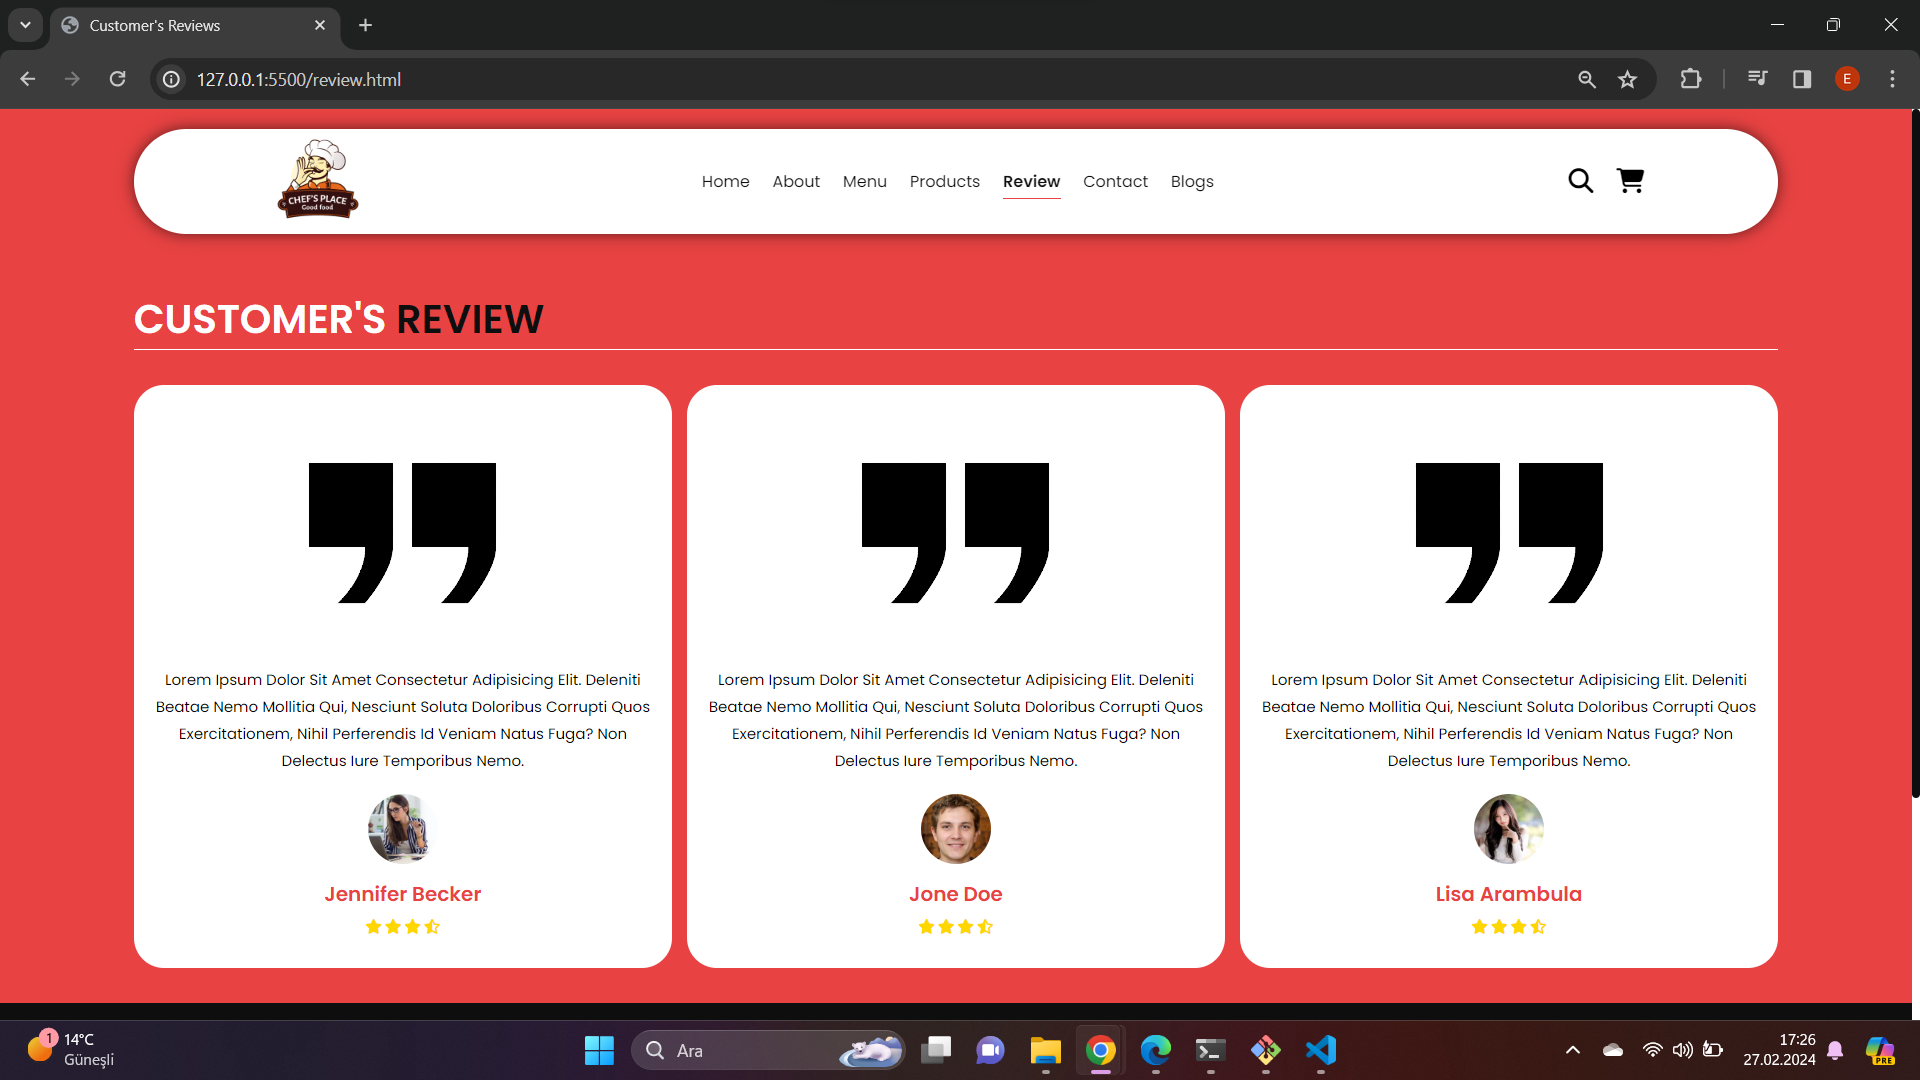 Customer's Reviews
127.0.0.1:5500/review.html
E
CHEF'S PLACE
Good food
Home About Menu Products Review Contact Blogs
CUSTOMER'S REVIEW
Lorem Ipsum Dolor Sit Amet Consectetur Adipisicing Elit. Deleniti
Beatae Nemo Mollitia Qui, Nesciunt Soluta Doloribus Corrupti Quos
Exercitationem, Nihil Perferendis Id Veniam Natus Fuga? Non
Delectus Iure Temporibus Nemo.
Jennifer Becker
Lorem Ipsum Dolor Sit Amet Consectetur Adipisicing Elit. Deleniti
Beatae Nemo Mollitia Qui, Nesciunt Soluta Doloribus Corrupti Quos
Exercitationem, Nihil Perferendis Id Veniam Natus Fuga? Non
Delectus Iure Temporibus Nemo.
Jone Doe
Lorem Ipsum Dolor Sit Amet Consectetur Adipisicing Elit. Deleniti
Beatae Nemo Mollitia Qui, Nesciunt Soluta Doloribus Corrupti Quos
Exercitationem, Nihil Perferendis Id Veniam Natus Fuga? Non
Delectus Iure Temporibus Nemo.
Lisa Arambula
1
14°C
Güneşli
Ara
17:26
27.02.2024
PRE